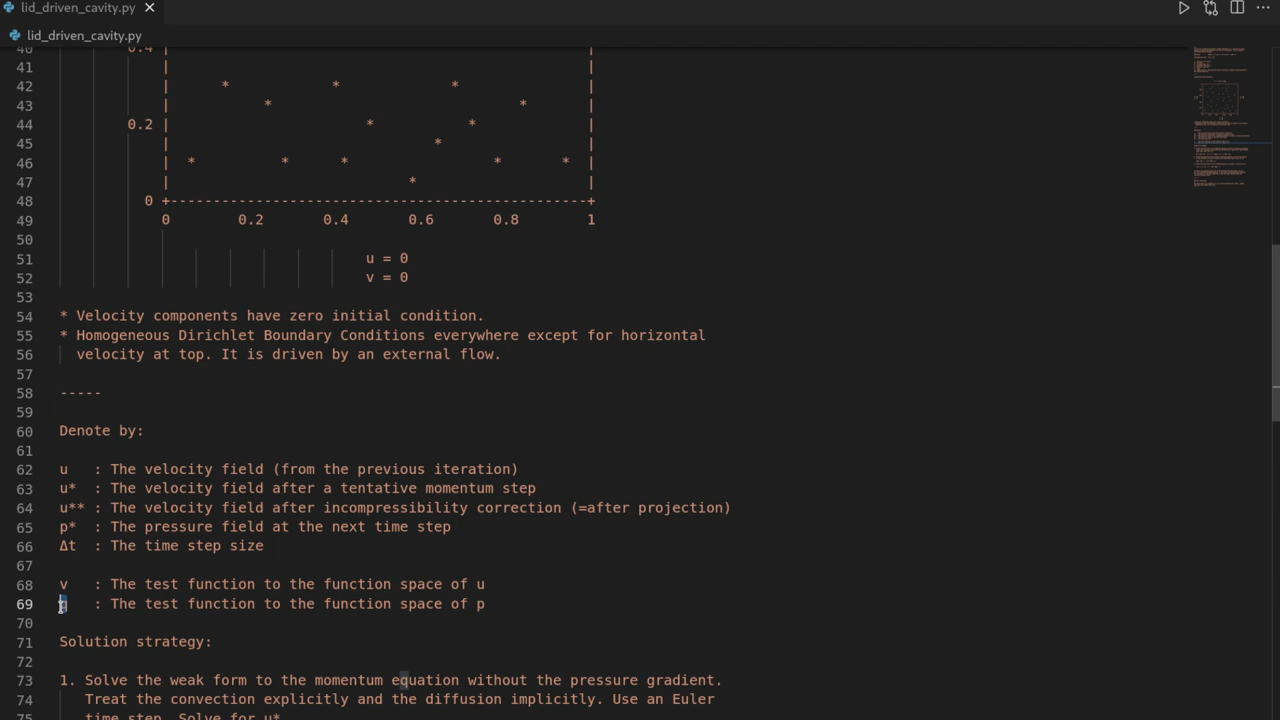 lid_driven_cavity.py
lid_driven_cavity.py
40 0.4 | |
41 | |
42 | * * * |
43 | * * |
44 0.2 | * * |
45 | * |
46 | * * * * * |
47 | * |
48 0 +--------------------------------------------------+
49 0 0.2 0.4 0.6 0.8 1
50
51 u = 0
52 v = 0
53
54 * Velocity components have zero initial condition.
55 * Homogeneous Dirichlet Boundary Conditions everywhere except for horizontal
56 velocity at top. It is driven by an external flow.
57
58 -----
59
60 Denote by:
61
62 u : The velocity field (from the previous iteration)
63 u* : The velocity field after a tentative momentum step
64 u** : The velocity field after incompressibility correction (=after projection)
65 p* : The pressure field at the next time step
66 Δt : The time step size
67
68 v : The test function to the function space of u
69 q : The test function to the function space of p
70
71 Solution strategy:
72
73 1. Solve the weak form to the momentum equation without the pressure gradient.
74 Treat the convection explicitly and the diffusion implicitly. Use an Euler
75 time step. Solve for u*